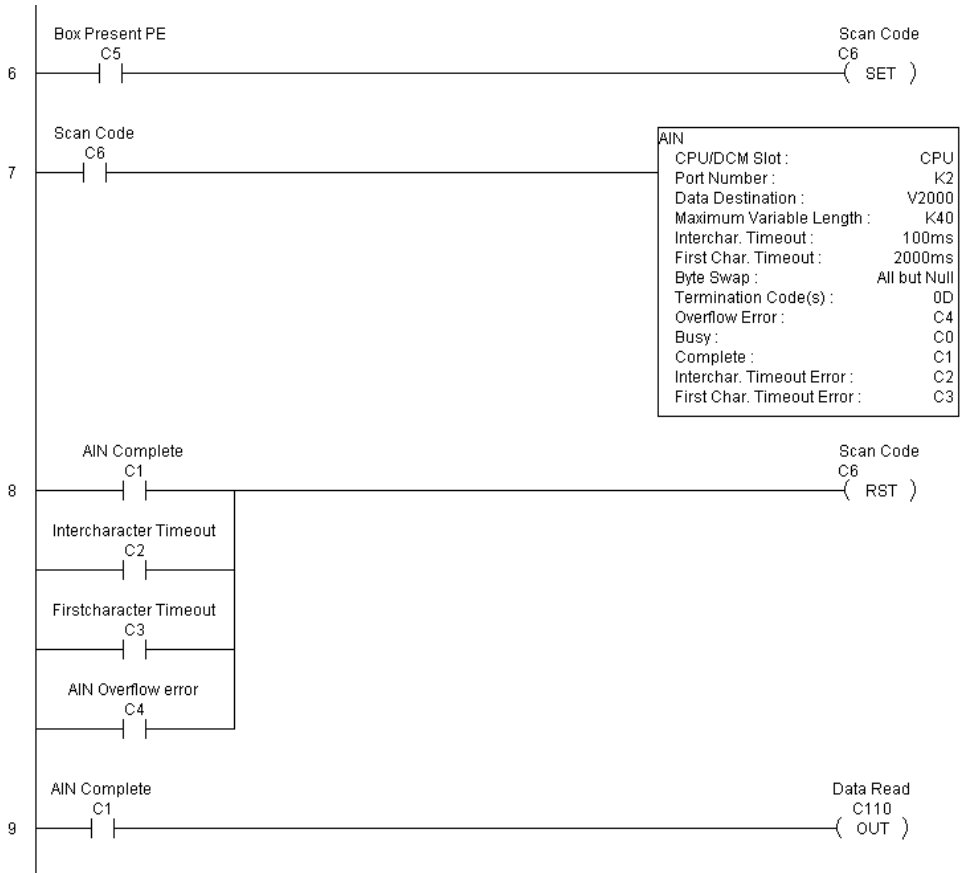 Box Present PE
Scan Code
C5
C6
6
SET
Scan Code
C6
7
AIN
CPU/DCM Slot : CPU
Port Number : K2
Data Destination : V2000
Maximum Variable Length : K40
Interchar. Timeout : 100ms
First Char. Timeout : 2000ms
Byte Swap : All but Null
Termination Code(s) : 0D
Overflow Error : C4
Busy : C0
Complete : C1
Interchar. Timeout Error : C2
First Char. Timeout Error : C3
AIN Complete
Scan Code
C1
C6
8
RST
Intercharacter Timeout
C2
Firstcharacter Timeout
C3
AIN Overflow error
C4
AIN Complete
Data Read
C1
C110
9
OUT